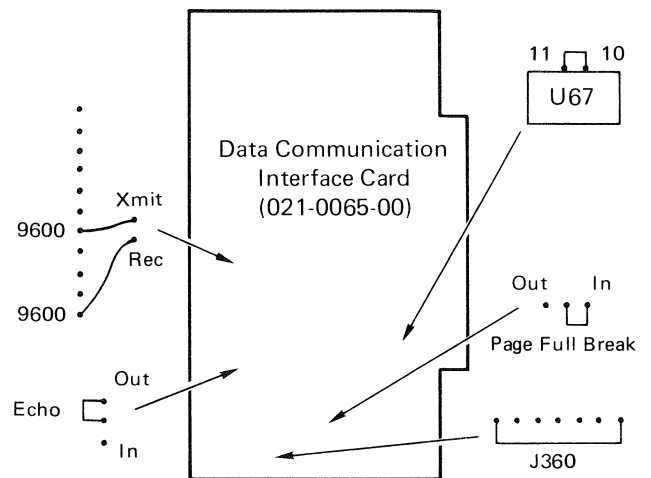 11 10
U67
Data Communication
Interface Card
(021-0065-00)
Xmit
9600
Rec
9600
Out In
Page Full Break
Out
Echo
In
J360